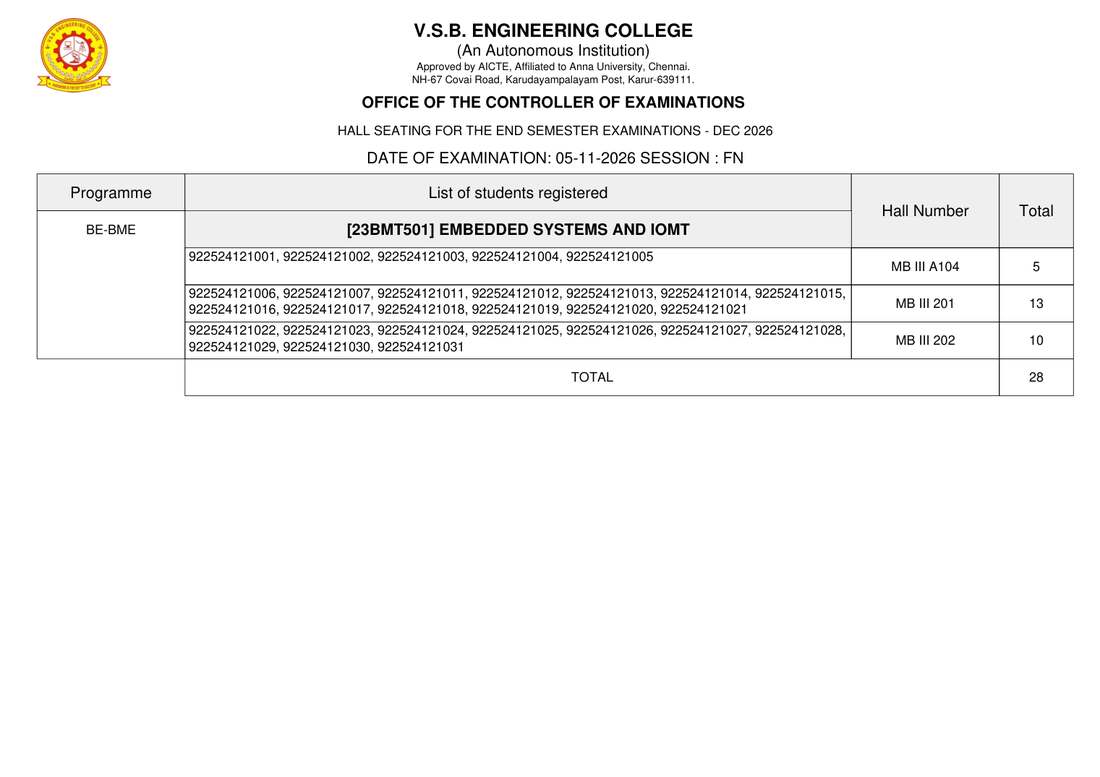 V.S.B. ENGINEERING COLLEGE
(An Autonomous Institution)
Approved by AICTE, Affiliated to Anna University, Chennai.
NH-67 Covai Road, Karudayampalayam Post, Karur-639111.
OFFICE OF THE CONTROLLER OF EXAMINATIONS
HALL SEATING FOR THE END SEMESTER EXAMINATIONS - DEC 2026
DATE OF EXAMINATION: 05-11-2026 SESSION : FN
Programme
List of students registered
Hall Number
Total
BE-BME
[23BMT501] EMBEDDED SYSTEMS AND IOMT
922524121001, 922524121002, 922524121003, 922524121004, 922524121005
MB III A104
5
922524121006, 922524121007, 922524121011, 922524121012, 922524121013, 922524121014, 922524121015,
922524121016, 922524121017, 922524121018, 922524121019, 922524121020, 922524121021
MB III 201
13
922524121022, 922524121023, 922524121024, 922524121025, 922524121026, 922524121027, 922524121028,
922524121029, 922524121030, 922524121031
MB III 202
10
TOTAL
28